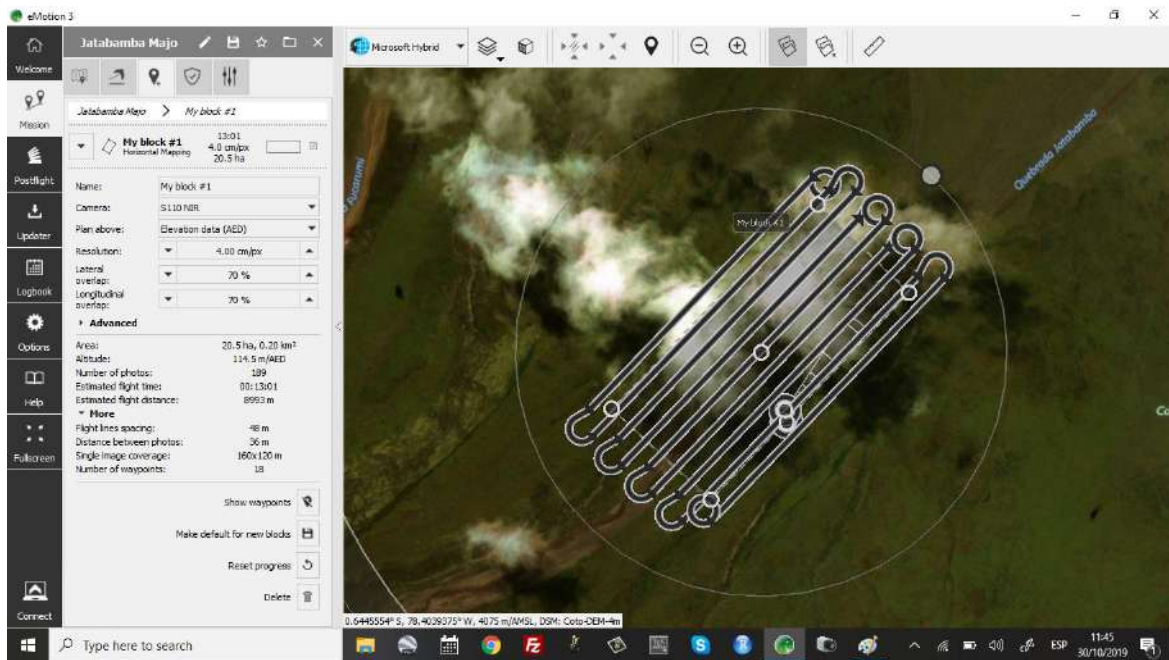 eMotion 3
Welcome
Mission
Postflight
Updater
Logbook
Options
Help
Fullscreen
Connect
Jatabamba Majo
Jatabamba Majo > My block #1
My block #1
Horizontal Mapping
13:01
4.0 cm/px
20.5 ha
Name: My block #1
Camera: S110 NIR
Plan above: Elevation data (AED)
Resolution: 4.00 cm/px
Lateral overlap: 70 %
Longitudinal overlap: 70 %
Advanced
Area: 20.5 ha, 0.20 km²
Altitude: 114.5 m/AED
Number of photos: 189
Estimated flight time: 00:13:01
Estimated flight distance: 8993 m
More
Flight lines spacing: 48 m
Distance between photos: 36 m
Single image coverage: 160x120 m
Number of waypoints: 18
Show waypoints
Make default for new blocks
Reset progress
Delete
Microsoft Hybrid
Quebrada Jatabamba
My block #1
0.6445554° S, 78.4039375° W, 4075 m/AMSL, DSM: Coto-DEM-4m
Type here to search
ESP
11:45
30/10/2019